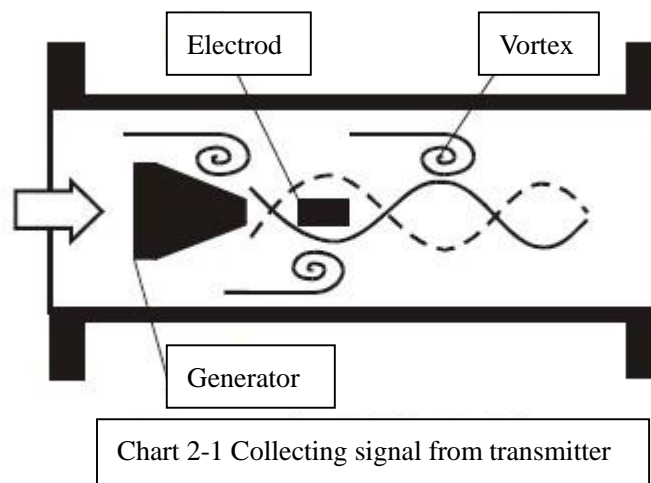 Electrod
Vortex
Generator
Chart 2-1 Collecting signal from transmitter